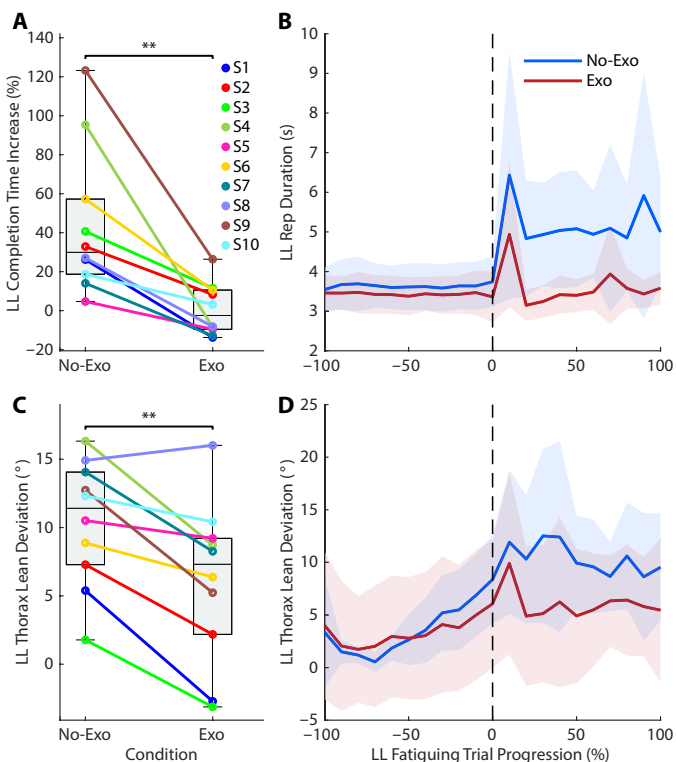 A
LL Completion Time Increase (%)
140
120
100
80
60
40
20
0
−20
**
S1
S2
S3
S4
S5
S6
S7
S8
S9
S10
No-Exo
Exo
B
LL Rep Duration (s)
10
9
8
7
6
5
4
3
2
No-Exo
Exo
−100
−50
0
50
100
C
LL Thorax Lean Deviation (°)
15
10
5
0
**
No-Exo
Exo
Condition
D
LL Thorax Lean Deviation (°)
25
20
15
10
5
0
−5
-100
−50
0
50
100
LL Fatiguing Trial Progression (%)